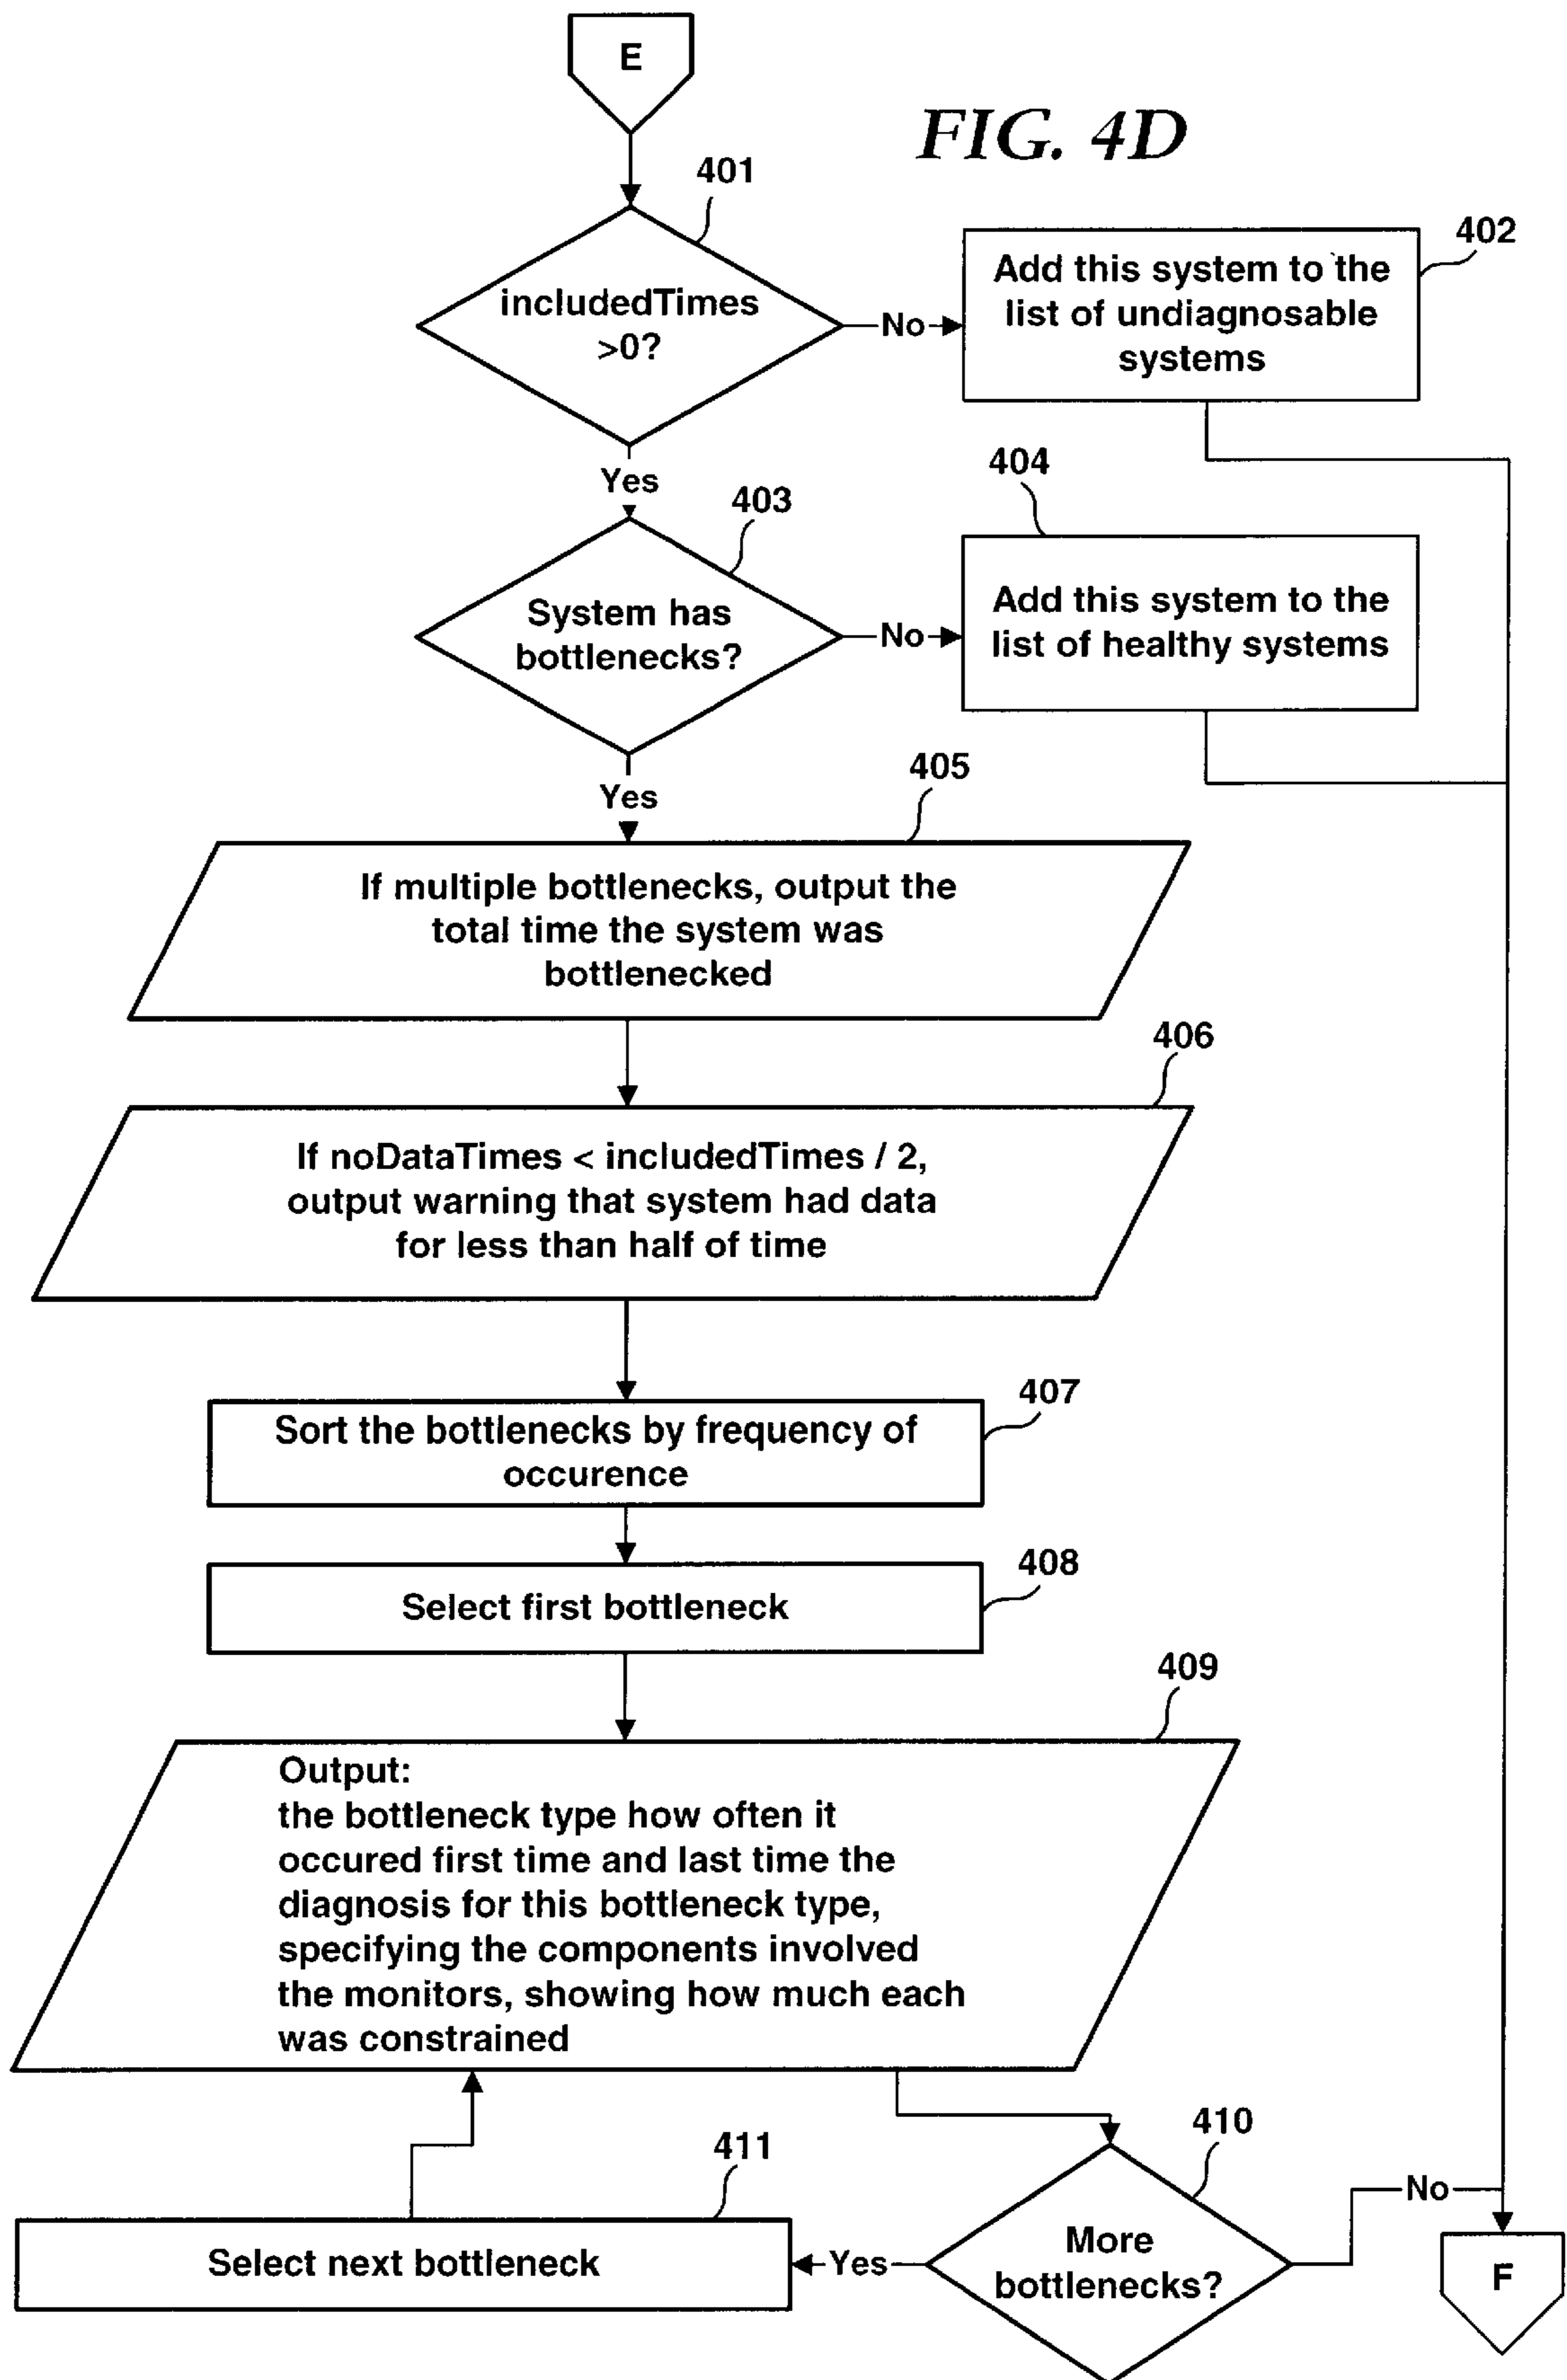 E
FIG. 4D
401
402
includedTimes
>0?
No
Add this system to the
list of undiagnosable
systems
Yes
403
404
System has
bottlenecks?
No
Add this system to the
list of healthy systems
Yes
405
If multiple bottlenecks, output the
total time the system was
bottlenecked
406
If noDataTimes < includedTimes / 2,
output warning that system had data
for less than half of time
407
Sort the bottlenecks by frequency of
occurence
408
Select first bottleneck
409
Output:
the bottleneck type how often it
occured first time and last time the
diagnosis for this bottleneck type,
specifying the components involved
the monitors, showing how much each
was constrained
410
411
No
More
bottlenecks?
Yes
Select next bottleneck
F